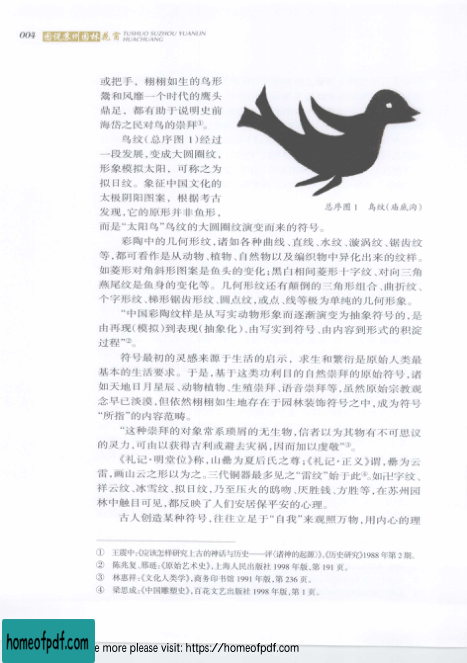 004 图说苏州园林花窗 TUSHUO SUZHOU YUANLIN
HUACHUANG
或把手，栩栩如生的鸟形
鬶和风靡一个时代的鹰头
鼎足，都有助于说明史前
海岱之民对鸟的崇拜①。
鸟纹（总序图 1）经过
一段发展，变成大圆圈纹，
形象模拟太阳，可称之为
拟日纹。象征中国文化的
太极阴阳图案，根据考古
发现，它的原形并非鱼形，
总序图 1 鸟纹（庙底沟）
而是“太阳鸟”鸟纹的大圆圈纹演变而来的符号。
彩陶中的几何形纹，诸如各种曲线、直线、水纹、漩涡纹、锯齿纹
等，都可看作是从动物、植物、自然物以及编织物中异化出来的纹样。
如菱形对角斜形图案是鱼头的变化；黑白相间菱形十字纹、对向三角
燕尾纹是鱼身的变化等。几何形纹还有颠倒的三角形组合、曲折纹、
个字形纹、梯形锯齿形纹、圆点纹，或点、线等极为单纯的几何形象。
“中国彩陶纹样是从写实动物形象而逐渐演变为抽象符号的，是
由再现（模拟）到表现（抽象化）、由写实到符号、由内容到形式的积淀
过程”②。
符号最初的灵感来源于生活的启示，求生和繁衍是原始人类最
基本的生活要求。于是，基于这类功利目的自然崇拜的原始符号，诸
如天地日月星辰、动物植物、生殖崇拜、语音崇拜等，虽然原始宗教观
念早已淡漠，但依然栩栩如生地存在于园林装饰符号之中，成为符号
“所指”的内容范畴。
“这种崇拜的对象常系琐屑的无生物，信者以为其物有不可思议
的灵力，可由以获得吉利或避去灾祸，因而加以虔敬”③。
《礼记·明堂位》称，山罍为夏后氏之尊；《礼记·正义》谓，罍为云
雷，画山云之形以为之。三代铜器最多见之“雷纹”始于此④。如卍字纹、
祥云纹、冰雪纹、拟日纹，乃至压火的鸱吻、厌胜钱、方胜等，在苏州园
林中触目可见，都反映了人们安居保平安的心理。
古人创造某种符号，往往立足于“自我”来观照万物，用内心的理
① 王震中：《应该怎样研究上古的神话与历史——评〈诸神的起源〉》，《历史研究》1988 年第 2 期。
② 陈兆复、邢琏：《原始艺术史》，上海人民出版社 1998 年版，第 191 页。
③ 林惠祥：《文化人类学》，商务印书馆 1991 年版，第 236 页。
④ 梁思成：《中国雕塑史》，百花文艺出版社 1998 年版，第 1 页。
homeofpdf.com
e more please visit: https://homeofpdf.com